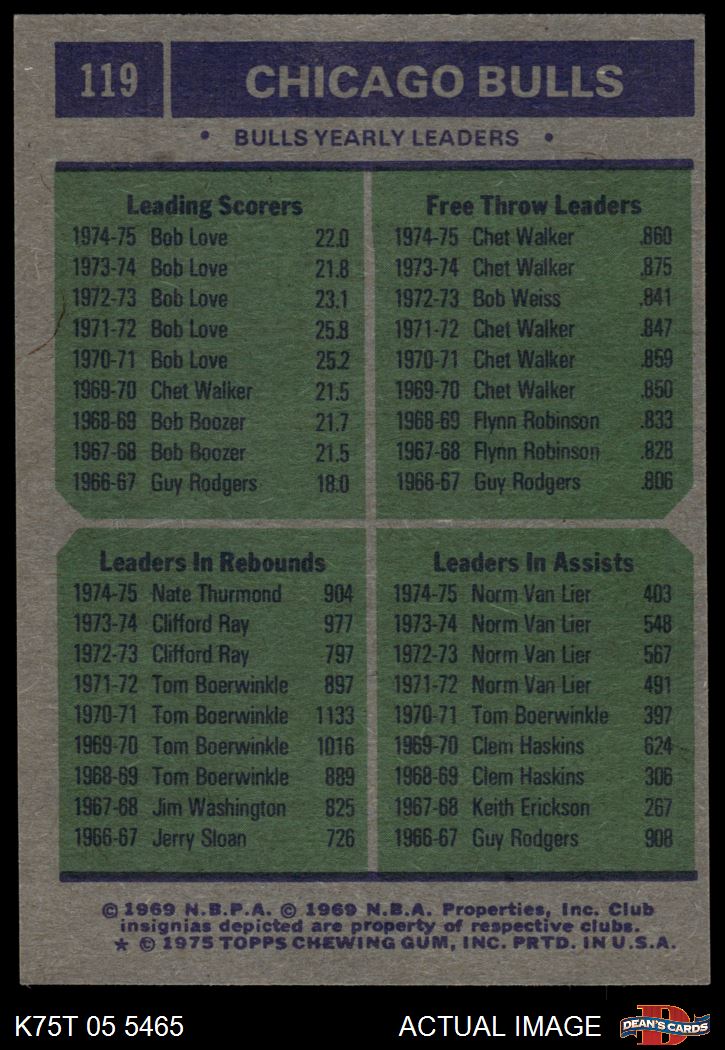 119 CHICAGO BULLS
• BULLS YEARLY LEADERS •
Leading Scorers
1974-75 Bob Love 22.0
1973-74 Bob Love 21.8
1972-73 Bob Love 23.1
1971-72 Bob Love 25.8
1970-71 Bob Love 25.2
1969-70 Chet Walker 21.5
1968-69 Bob Boozer 21.7
1967-68 Bob Boozer 21.5
1966-67 Guy Rodgers 18.0
Free Throw Leaders
1974-75 Chet Walker .860
1973-74 Chet Walker .875
1972-73 Bob Weiss .841
1971-72 Chet Walker .847
1970-71 Chet Walker .859
1969-70 Chet Walker .850
1968-69 Flynn Robinson .833
1967-68 Flynn Robinson .828
1966-67 Guy Rodgers .806
Leaders In Rebounds
1974-75 Nate Thurmond 904
1973-74 Clifford Ray 977
1972-73 Clifford Ray 797
1971-72 Tom Boerwinkle 897
1970-71 Tom Boerwinkle 1133
1969-70 Tom Boerwinkle 1016
1968-69 Tom Boerwinkle 889
1967-68 Jim Washington 825
1966-67 Jerry Sloan 726
Leaders In Assists
1974-75 Norm Van Lier 403
1973-74 Norm Van Lier 548
1972-73 Norm Van Lier 567
1971-72 Norm Van Lier 491
1970-71 Tom Boerwinkle 397
1969-70 Clem Haskins 624
1968-69 Clem Haskins 306
1967-68 Keith Erickson 267
1966-67 Guy Rodgers 908
© 1969 N.B.P.A. © 1969 N.B.A. Properties, Inc. Club
insignias depicted are property of respective clubs.
★ © 1975 TOPPS CHEWING GUM, INC. PRTD. IN U.S.A.
K75T 05 5465 ACTUAL IMAGE D DEAN'S CARDS